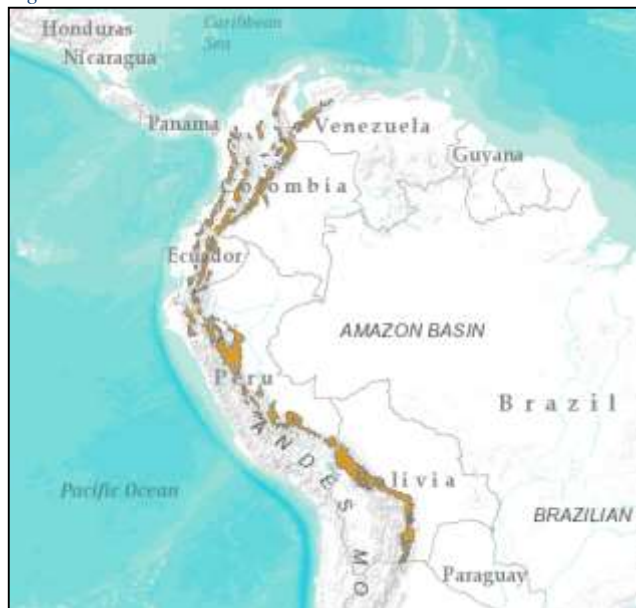 Honduras
Caribbean
Sea
Nicaragua
Panama
Venezuela
Guyana
Colombia
Ecuador
AMAZON BASIN
Peru
Brazil
ANDES MO
Pacific Ocean
Bolivia
BRAZILIAN
Paraguay